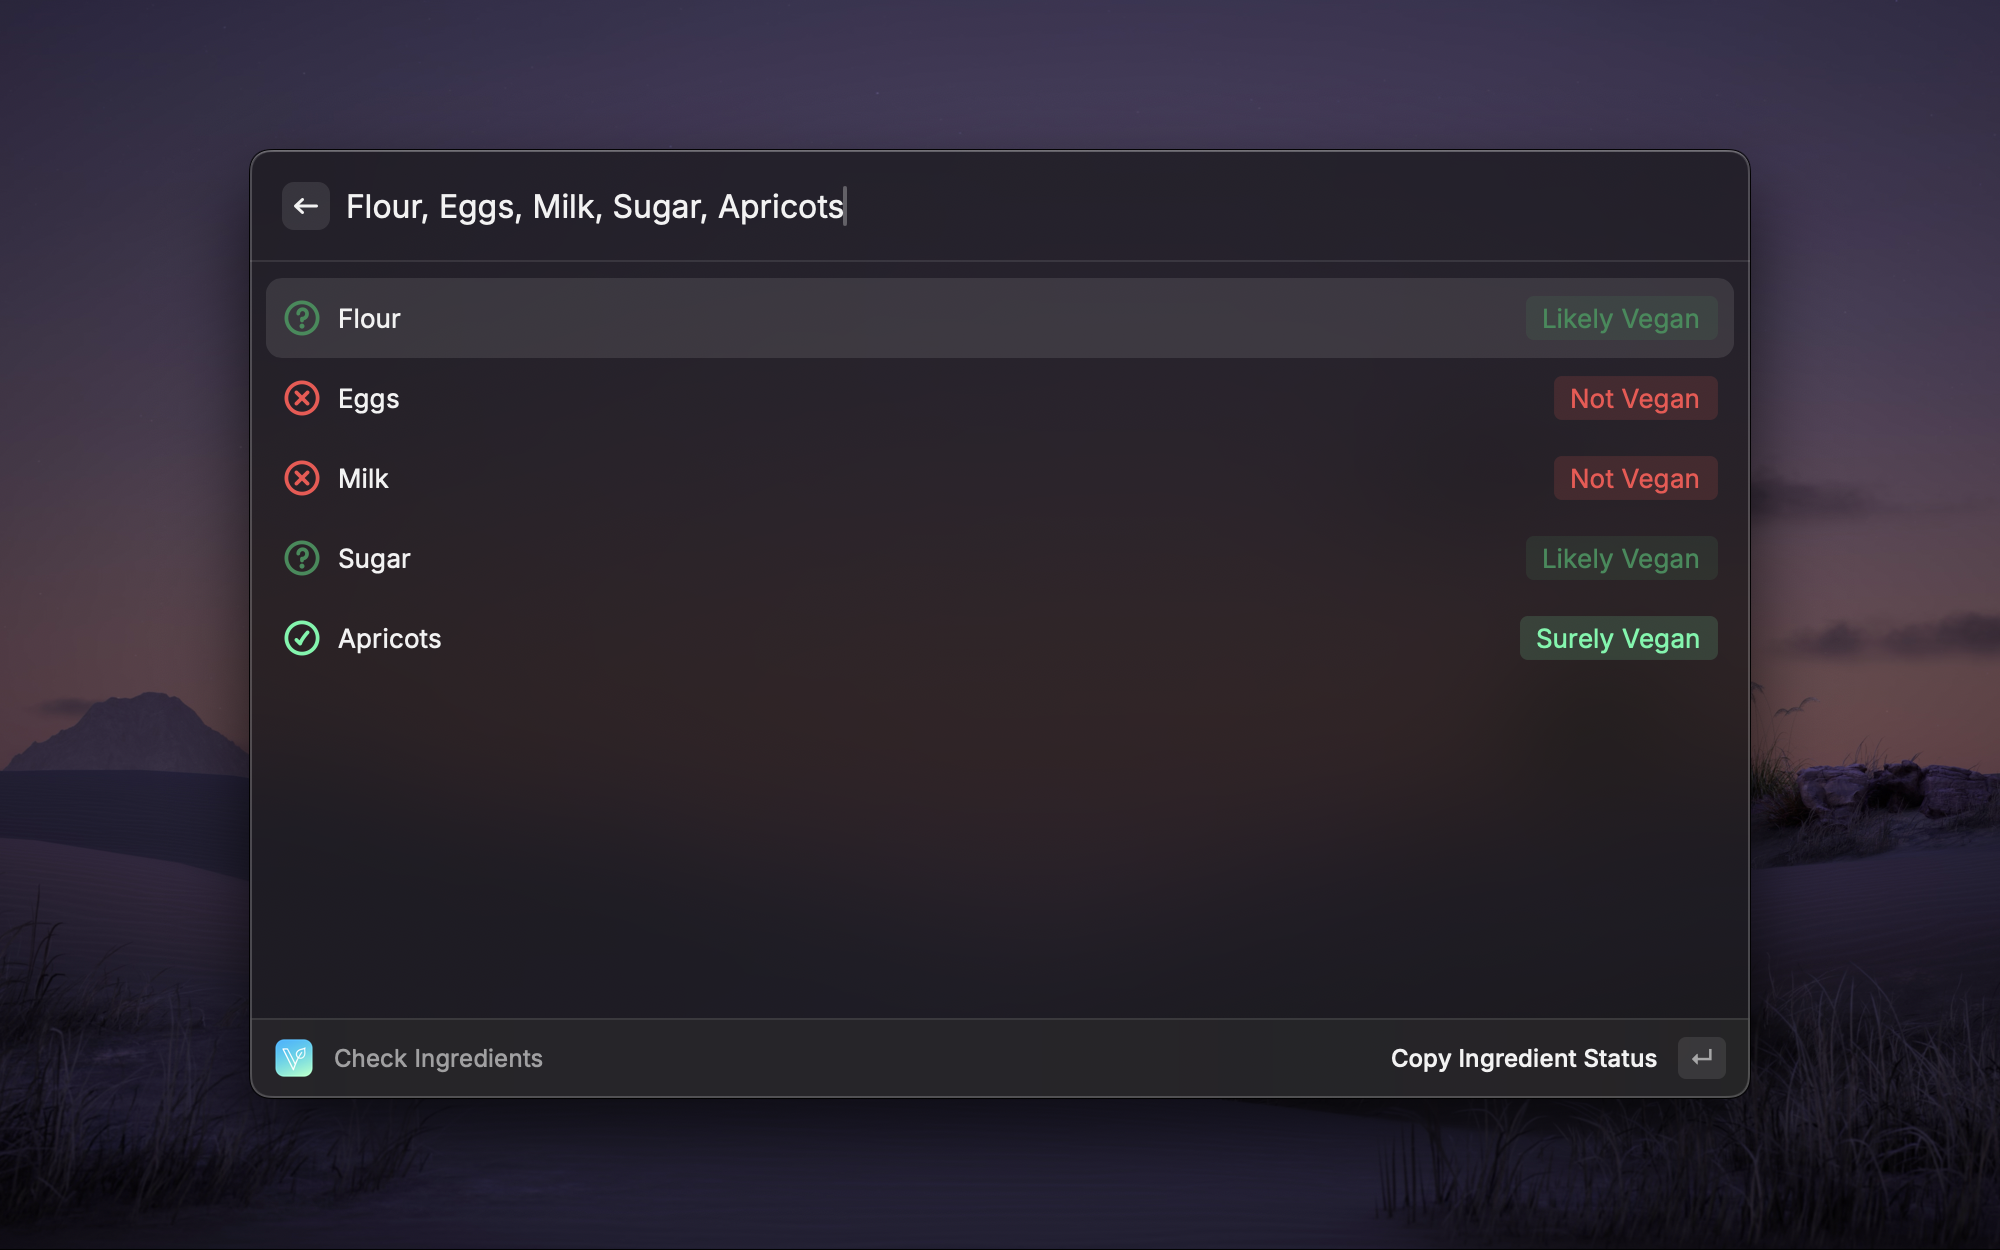 Flour, Eggs, Milk, Sugar, Apricots
Flour Likely Vegan
Eggs Not Vegan
Milk Not Vegan
Sugar Likely Vegan
Apricots Surely Vegan
Check Ingredients Copy Ingredient Status